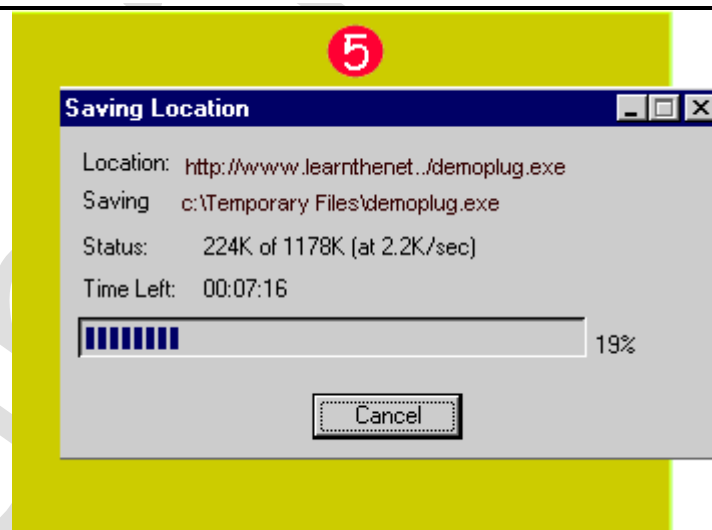 5
Saving Location
Location: http://www.learnthenet../demoplug.exe
Saving c:\Temporary Files\demoplug.exe
Status: 224K of 1178K (at 2.2K/sec)
Time Left: 00:07:16
19%
Cancel